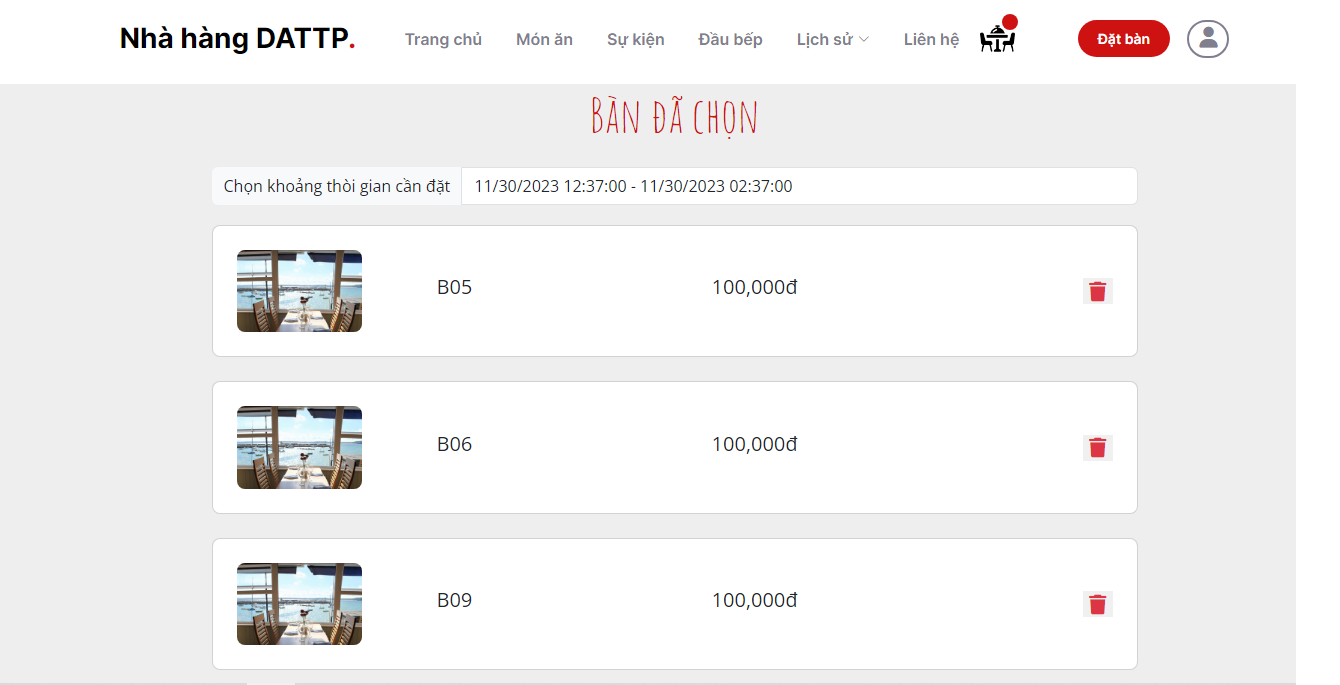 Nhà hàng DATTP. Trang chủ Món ăn Sự kiện Đầu bếp Lịch sử Liên hệ Đặt bàn
Bàn đã chọn
Chọn khoảng thời gian cần đặt 11/30/2023 12:37:00 - 11/30/2023 02:37:00
B05 100,000đ
B06 100,000đ
B09 100,000đ